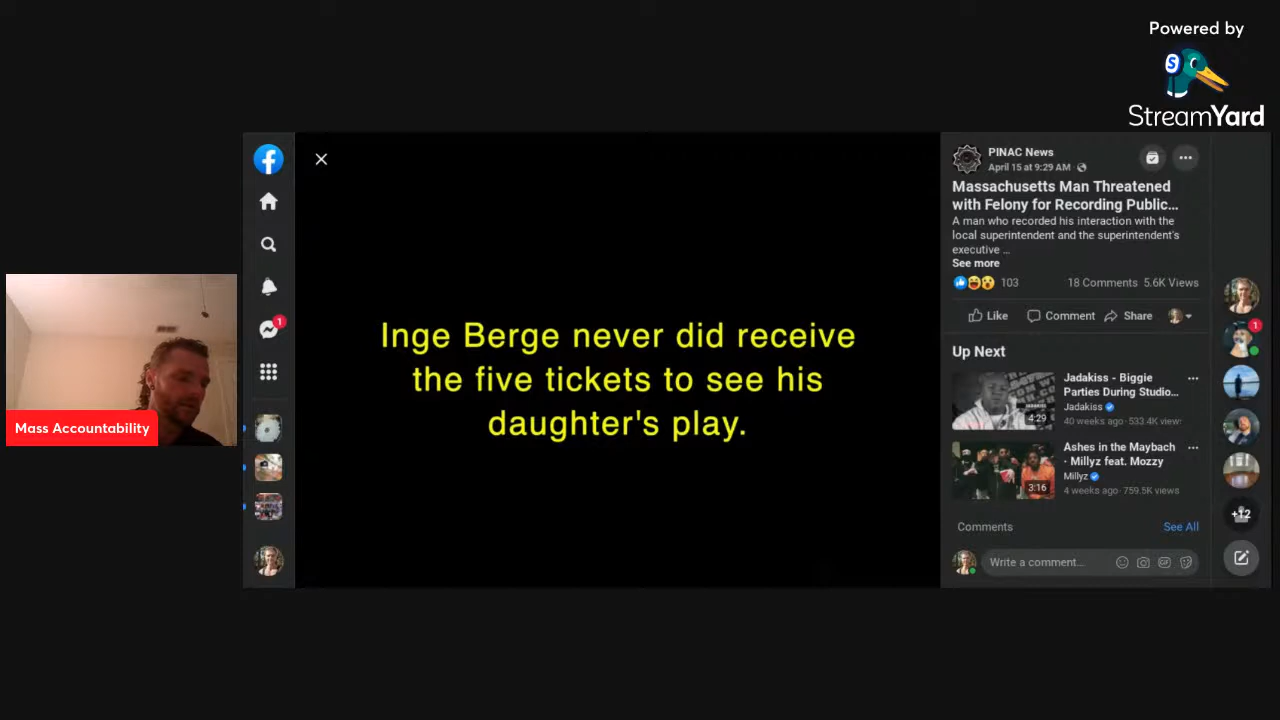 Powered by
StreamYard
PINAC News
April 15 at 9:29 AM
Massachusetts Man Threatened
with Felony for Recording Public...
A man who recorded his interaction with the
local superintendent and the superintendent's
executive ...
See more
103
18 Comments 5.6K Views
Like
Comment
Share
Up Next
Jadakiss - Biggie
Parties During Studio...
Jadakiss
40 weeks ago · 533.4K views
4:29
Ashes in the Maybach
· Millyz feat. Mozzy
Millyz
4 weeks ago · 759.5K views
3:16
Comments
See All
Write a comment...
Inge Berge never did receive
the five tickets to see his
daughter's play.
Mass Accountability
1
1
+12